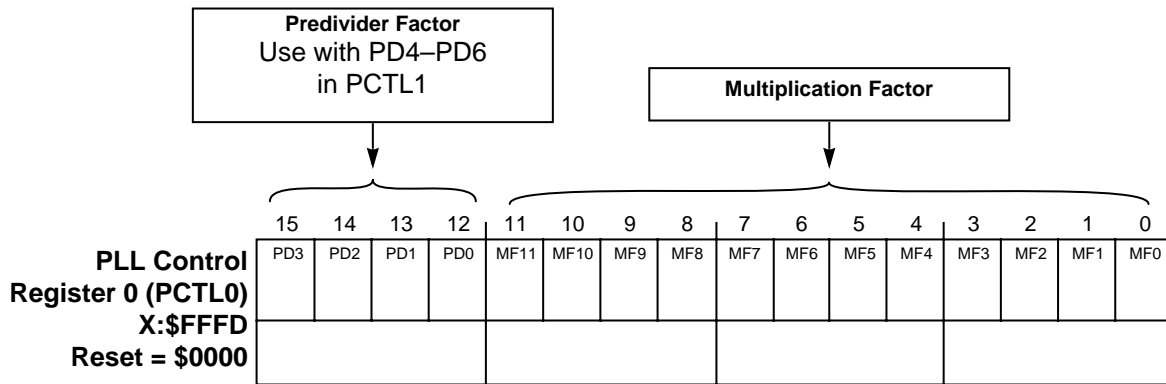 Predivider Factor
Use with PD4–PD6
in PCTL1
Multiplication Factor
15 14 13 12 11 10 9 8 7 6 5 4 3 2 1 0
PD3 PD2 PD1 PD0 MF11 MF10 MF9 MF8 MF7 MF6 MF5 MF4 MF3 MF2 MF1 MF0
PLL Control
Register 0 (PCTL0)
X:$FFFD
Reset = $0000